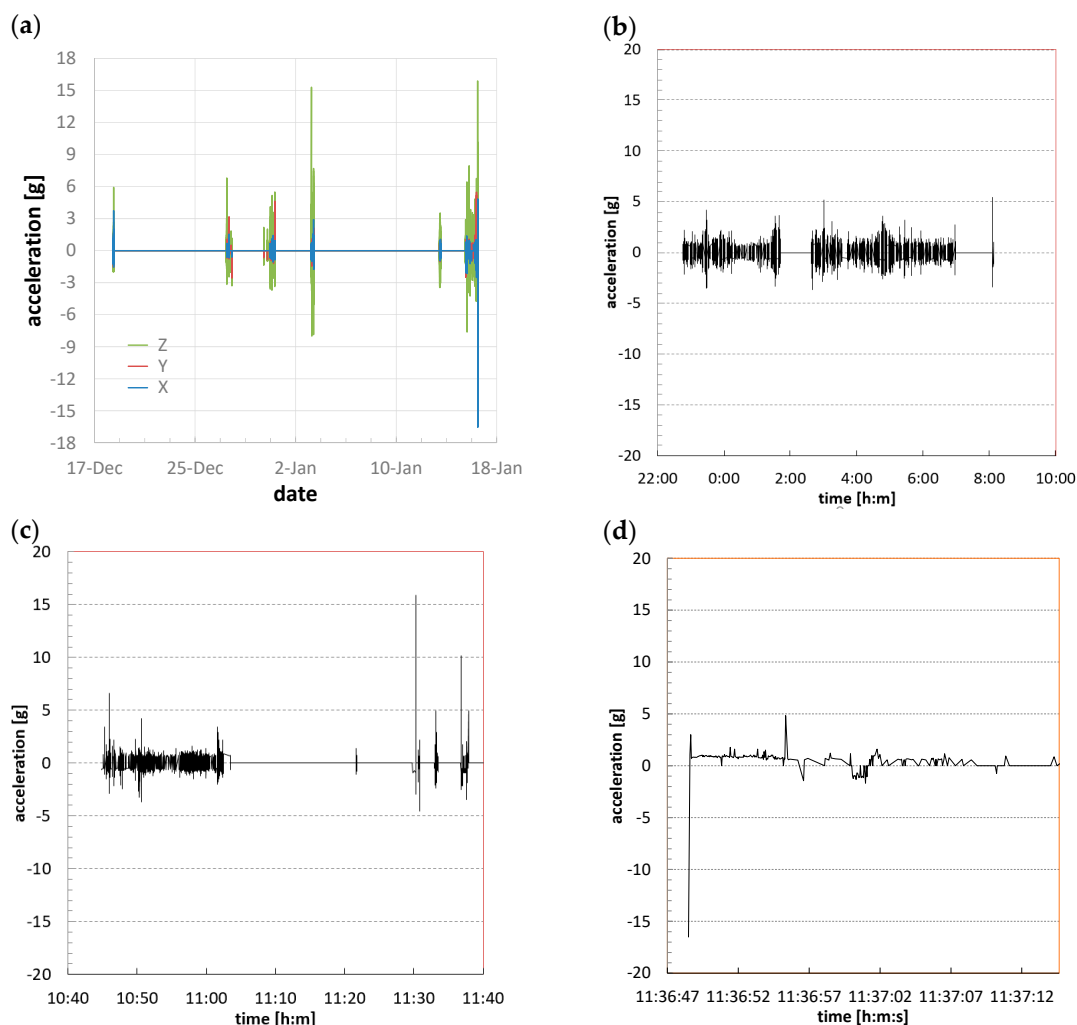 (a)
acceleration [g]
18
15
12
9
6
3
0
-3
-6
-9
-12
-15
-18
Z
Y
X
17-Dec 25-Dec 2-Jan 10-Jan 18-Jan
date
(b)
acceleration [g]
20
15
10
5
0
-5
-10
-15
-20
22:00 0:00 2:00 4:00 6:00 8:00 10:00
time [h:m]
(c)
acceleration [g]
20
15
10
5
0
-5
-10
-15
-20
10:40 10:50 11:00 11:10 11:20 11:30 11:40
time [h:m]
(d)
acceleration [g]
20
15
10
5
0
-5
-10
-15
-20
11:36:47 11:36:52 11:36:57 11:37:02 11:37:07 11:37:12
time [h:m:s]